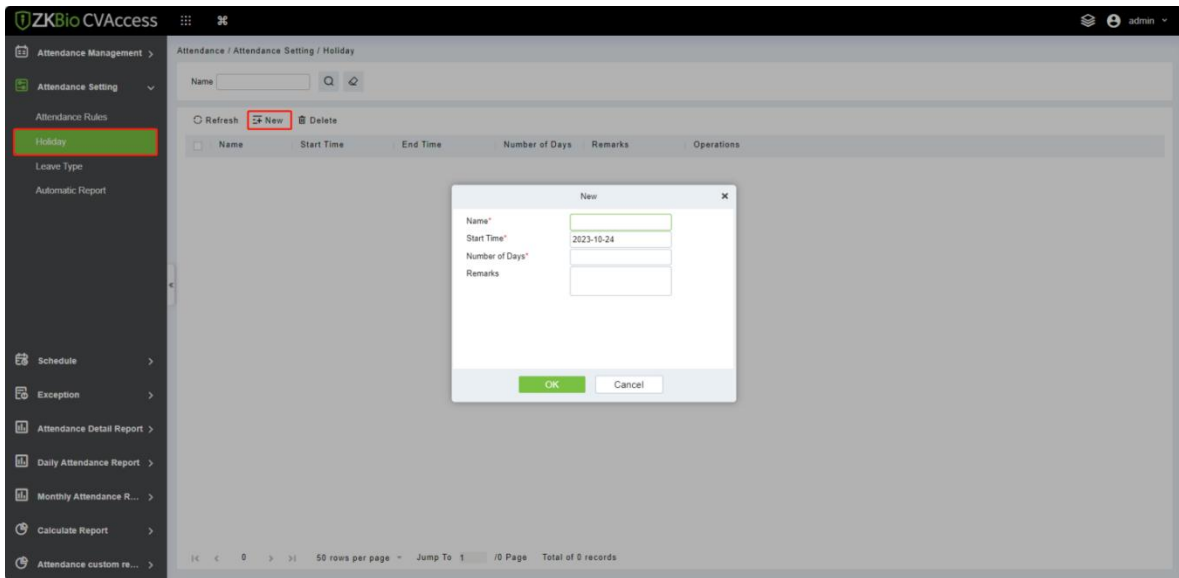 ZKBio CVAccess
admin
Attendance Management
Attendance Setting
Attendance Rules
Holiday
Leave Type
Automatic Report
Schedule
Exception
Attendance Detail Report
Daily Attendance Report
Monthly Attendance R...
Calculate Report
Attendance custom re...
Attendance / Attendance Setting / Holiday
Name
Refresh New Delete
Name Start Time End Time Number of Days Remarks Operations
New
Name*
Start Time* 2023-10-24
Number of Days*
Remarks
OK Cancel
0 50 rows per page Jump To 1 /0 Page Total of 0 records